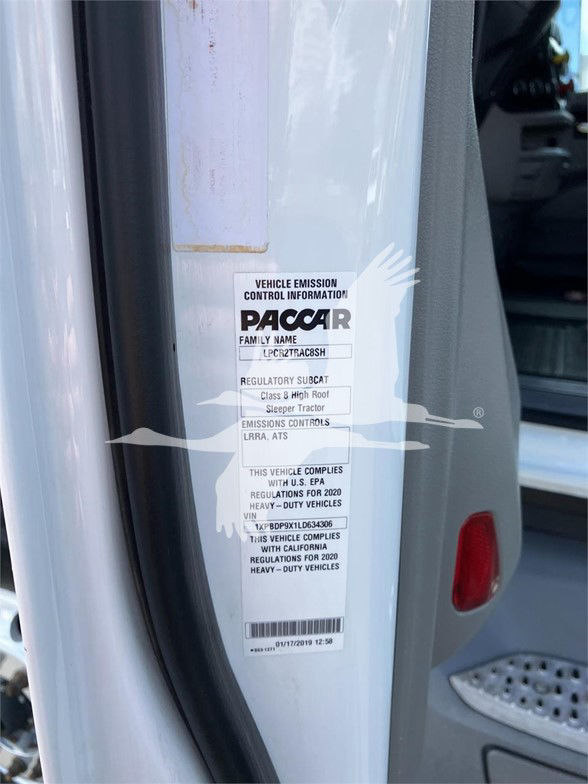 VEHICLE EMISSION
CONTROL INFORMATION
PACCAR
FAMILY NAME
LPCR2TRAC8SH
REGULATORY SUBCAT
Class 8 High Roof
Sleeper Tractor
EMISSIONS CONTROLS
LRRA, ATS
THIS VEHICLE COMPLIES
WITH U.S. EPA
REGULATIONS FOR 2020
HEAVY-DUTY VEHICLES
VIN
1XPBDP9X1LD634306
THIS VEHICLE COMPLIES
WITH CALIFORNIA
REGULATIONS FOR 2020
HEAVY-DUTY VEHICLES
01/17/2019 12:58
®